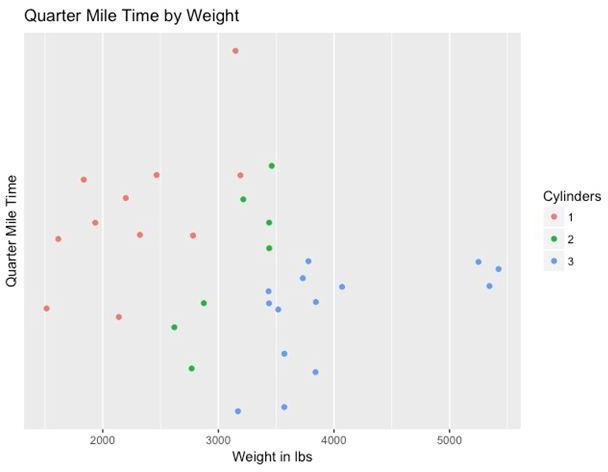 Quarter Mile Time by Weight
Quarter Mile Time
Cylinders
1
2
3
2000 3000 4000 5000
Weight in lbs